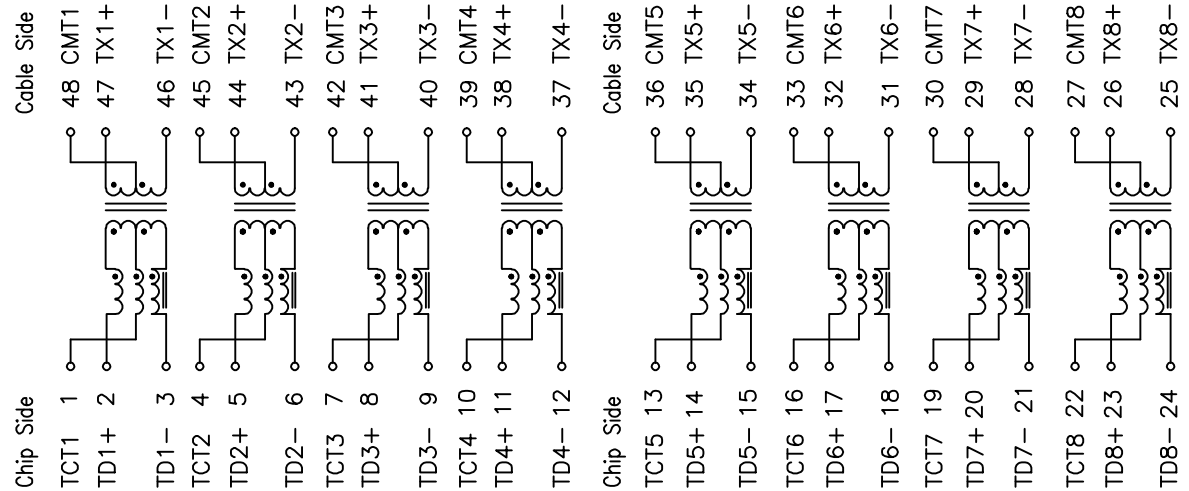 Cable Side
48 CMT1
47 TX1+
46 TX1−
45 CMT2
44 TX2+
43 TX2−
42 CMT3
41 TX3+
40 TX3−
39 CMT4
38 TX4+
37 TX4−
Cable Side
36 CMT5
35 TX5+
34 TX5−
33 CMT6
32 TX6+
31 TX6−
30 CMT7
29 TX7+
28 TX7−
27 CMT8
26 TX8+
25 TX8−
Chip Side
TCT1 1
TD1+ 2
TD1− 3
TCT2 4
TD2+ 5
TD2− 6
TCT3 7
TD3+ 8
TD3− 9
TCT4 10
TD4+ 11
TD4− 12
Chip Side
TCT5 13
TD5+ 14
TD5− 15
TCT6 16
TD6+ 17
TD6− 18
TCT7 19
TD7+ 20
TD7− 21
TCT8 22
TD8+ 23
TD8− 24